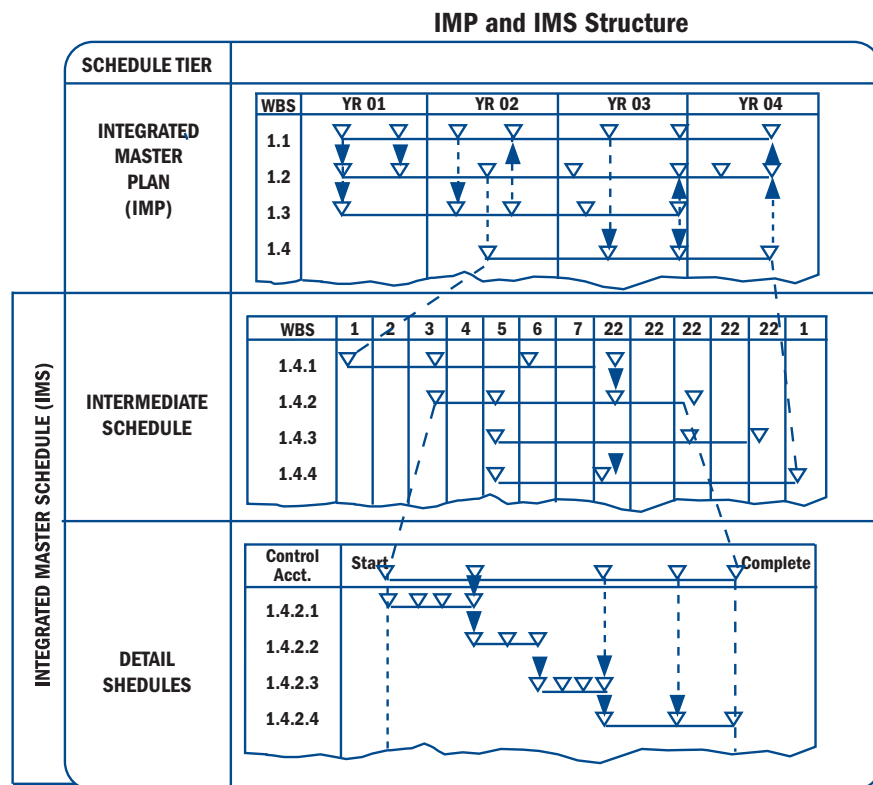 IMP and IMS Structure
SCHEDULE TIER
INTEGRATED
MASTER
PLAN
(IMP)
WBS YR 01 YR 02 YR 03 YR 04
1.1
1.2
1.3
1.4
INTEGRATED MASTER SCHEDULE (IMS)
INTERMEDIATE
SCHEDULE
WBS 1 2 3 4 5 6 7 22 22 22 22 22 1
1.4.1
1.4.2
1.4.3
1.4.4
DETAIL
SHEDULES
Control
Acct.
Start
Complete
1.4.2.1
1.4.2.2
1.4.2.3
1.4.2.4